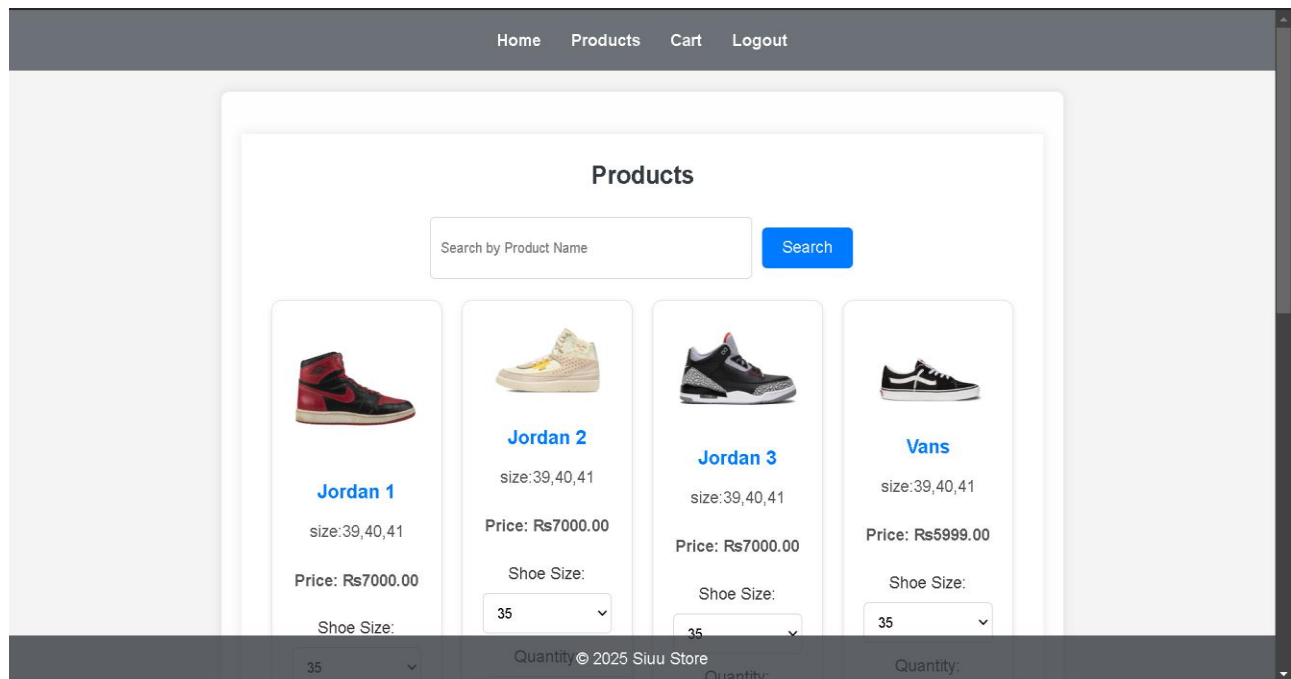 Home Products Cart Logout
Products
Search by Product Name
Search
Jordan 1
size:39,40,41
Price: Rs7000.00
Shoe Size:
35
Jordan 2
size:39,40,41
Price: Rs7000.00
Shoe Size:
35
Quantity:
Jordan 3
size:39,40,41
Price: Rs7000.00
Shoe Size:
35
Quantity:
Vans
size:39,40,41
Price: Rs5999.00
Shoe Size:
35
Quantity:
© 2025 Siuu Store